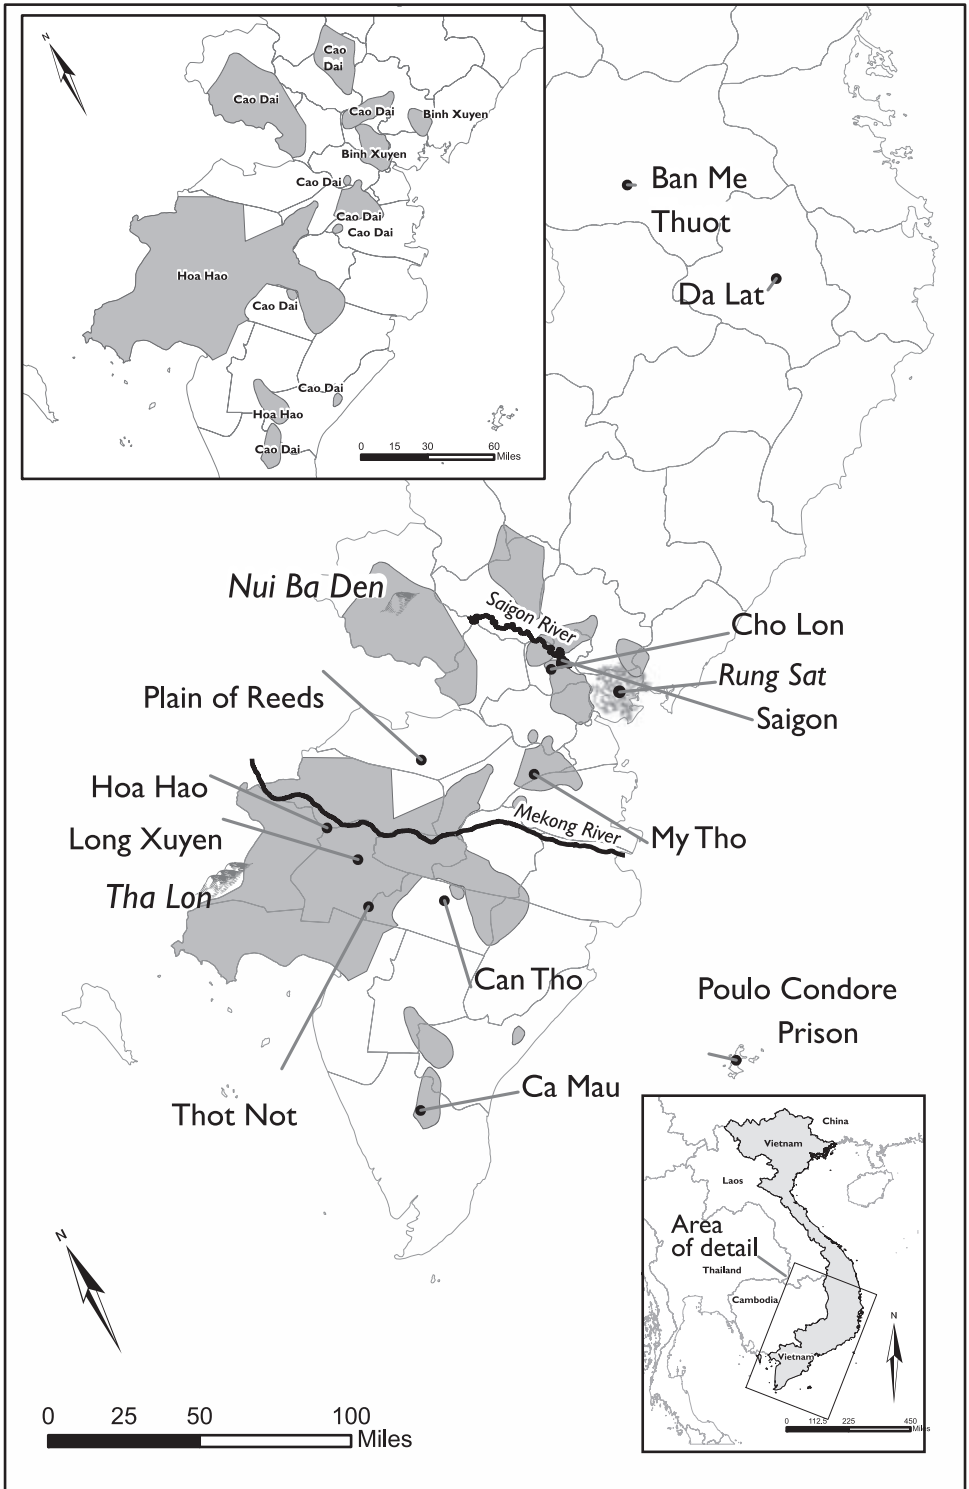 N
Cao
Dai
Cao Dai
Cao Dai
Binh Xuyen
Binh Xuyen
Cao Dai
Cao Dai
Cao Dai
Hoa Hao
Cao Dai
Cao Dai
Hoa Hao
Cao Dai
0 15 30 60
Miles
Ban Me
Thuot
Da Lat
Nui Ba Den
Saigon River
Cho Lon
Rung Sat
Saigon
Plain of Reeds
Hoa Hao
Long Xuyen
Tha Lon
Mekong River
My Tho
Can Tho
Poulo Condore
Prison
Ca Mau
Thot Not
N
0 25 50 100
Miles
China
Vietnam
Laos
Area
of detail
Thailand
Cambodia
Vietnam
N
0 112.5 225 450
Miles